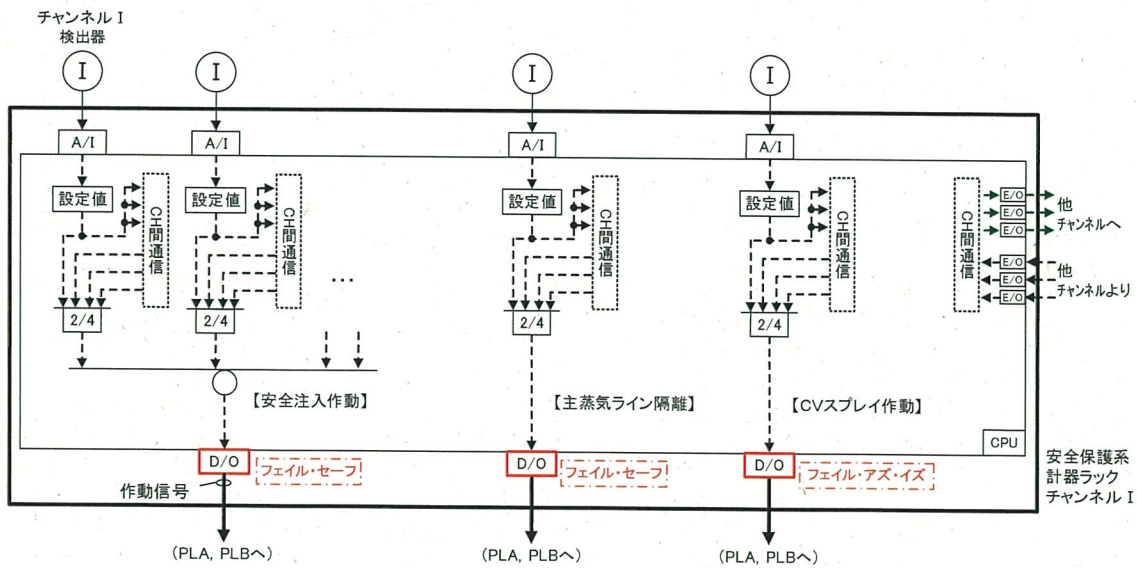 チャンネルⅠ
検出器
Ⅰ
Ⅰ
Ⅰ
Ⅰ
A/I
A/I
A/I
A/I
設定値
設定値
設定値
設定値
CH間通信
CH間通信
CH間通信
CH間通信
CH間通信
E/O
E/O
E/O
他
チャンネルへ
E/O
E/O
E/O
他
チャンネルより
…
2/4
2/4
2/4
2/4
【安全注入作動】
【主蒸気ライン隔離】
【CVスプレイ作動】
CPU
D/O
フェイル・セーフ
D/O
フェイル・セーフ
D/O
フェイル・アズ・イズ
作動信号
安全保護系
計器ラック
チャンネルⅠ
(PLA, PLBへ)
(PLA, PLBへ)
(PLA, PLBへ)